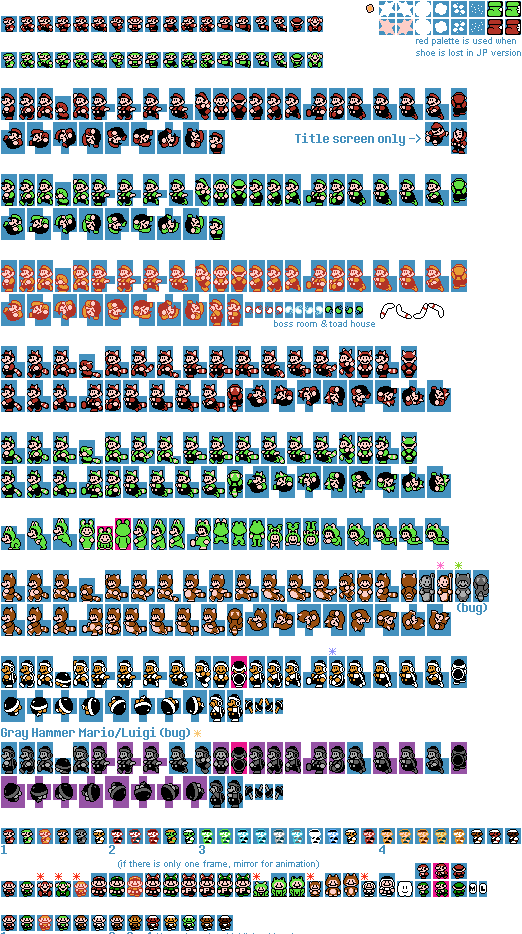 red palette is used when
shoe is lost in JP version
Title screen only ->
boss room & toad house
(bug)
Gray Hammer Mario/Luigi (bug)
1 2 3 4
(if there is only one frame, mirror for animation)
M L